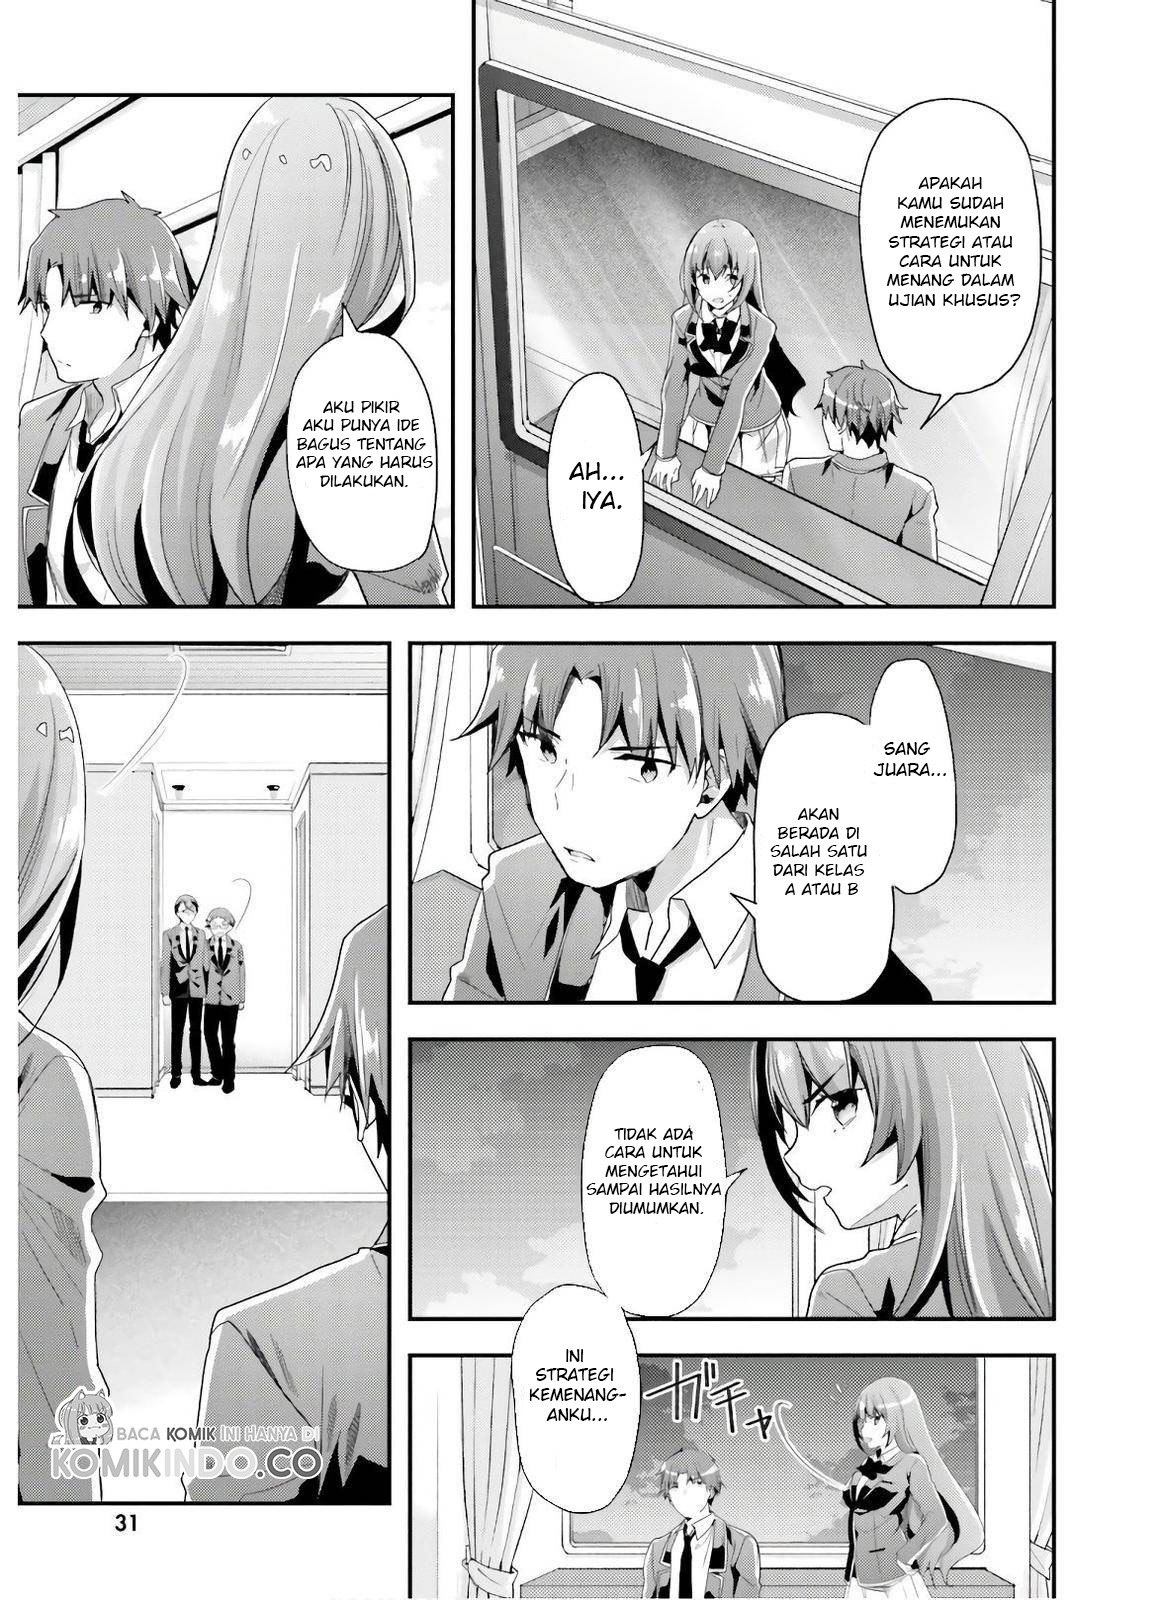 APAKAH
KAMU SUDAH
MENEMUKAN
STRATEGI ATAU
CARA UNTUK
MENANG DALAM
UJIAN KHUSUS?
AH...
IYA.
AKU PIKIR
AKU PUNYA IDE
BAGUS TENTANG
APA YANG HARUS
DILAKUKAN.
SANG
JUARA...
AKAN
BERADA DI
SALAH SATU
DARI KELAS
A ATAU B
TIDAK ADA
CARA UNTUK
MENGETAHUI
SAMPAI HASILNYA
DIUMUMKAN.
INI
STRATEGI
KEMENANG-
ANKU...
ガチャ
BACA KOMIK INI HANYA DI
KOMIKINDO.CO
31